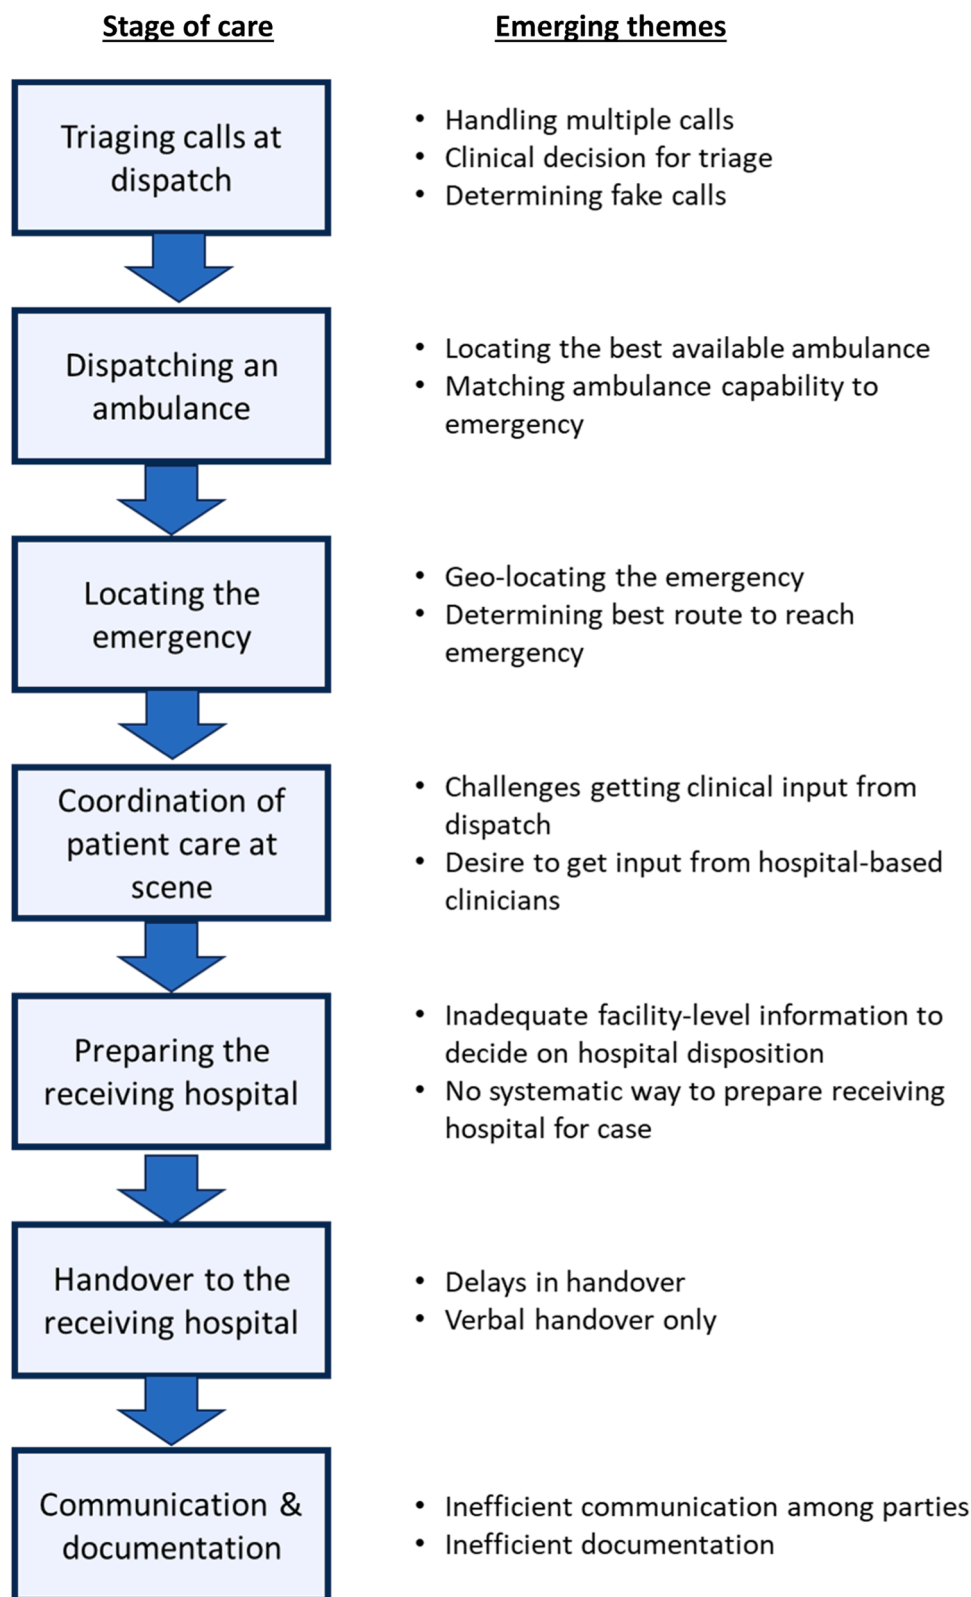 Stage of care
Emerging themes
Triaging calls at
dispatch
• Handling multiple calls
• Clinical decision for triage
• Determining fake calls
Dispatching an
ambulance
• Locating the best available ambulance
• Matching ambulance capability to
emergency
Locating the
emergency
• Geo-locating the emergency
• Determining best route to reach
emergency
Coordination of
patient care at
scene
• Challenges getting clinical input from
dispatch
• Desire to get input from hospital-based
clinicians
Preparing the
receiving hospital
• Inadequate facility-level information to
decide on hospital disposition
• No systematic way to prepare receiving
hospital for case
Handover to the
receiving hospital
• Delays in handover
• Verbal handover only
Communication &
documentation
• Inefficient communication among parties
• Inefficient documentation